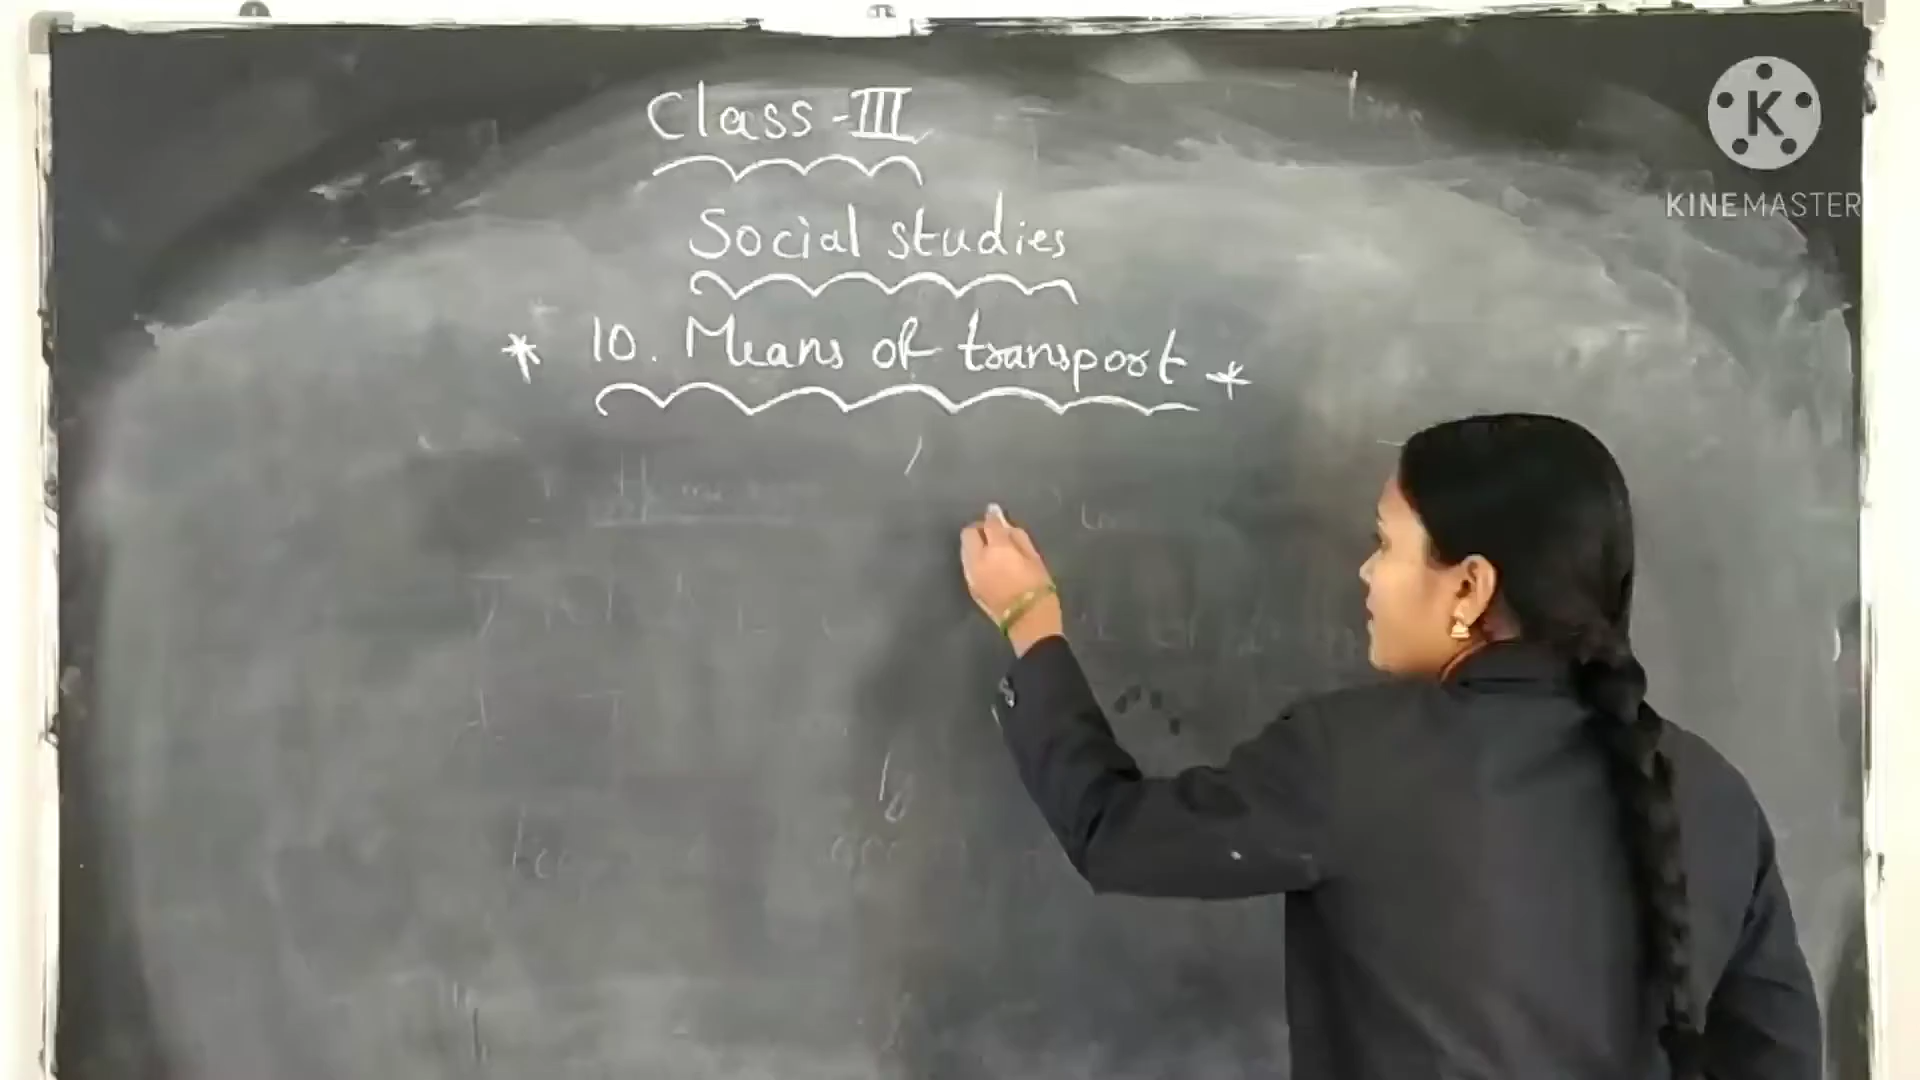 Class - III
K
KINEMASTER
Social studies
* 10. Means of transport *